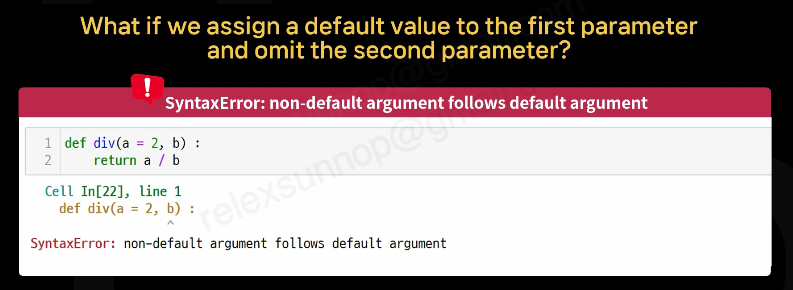 What if we assign a default value to the first parameter
and omit the second parameter?
!
SyntaxError: non-default argument follows default argument
1 def div(a = 2, b) :
2     return a / b
Cell In[22], line 1
def div(a = 2, b) :
^
SyntaxError: non-default argument follows default argument